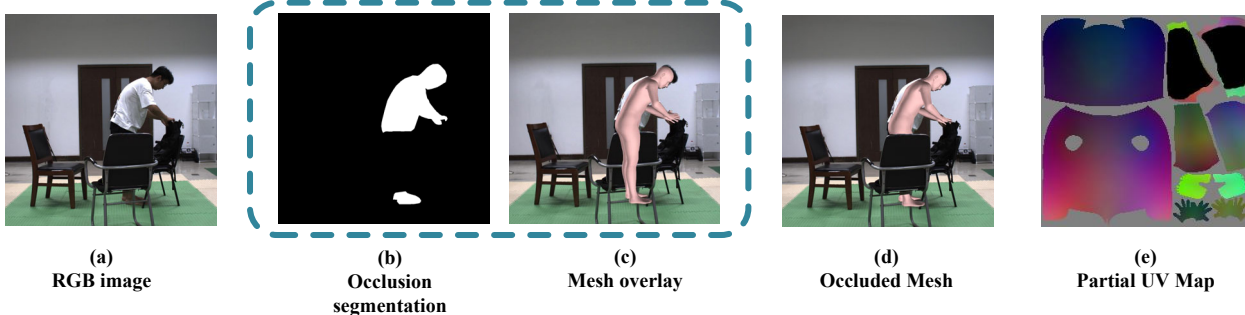 (a)
RGB image
(b)
Occlusion
segmentation
(c)
Mesh overlay
(d)
Occluded Mesh
(e)
Partial UV Map